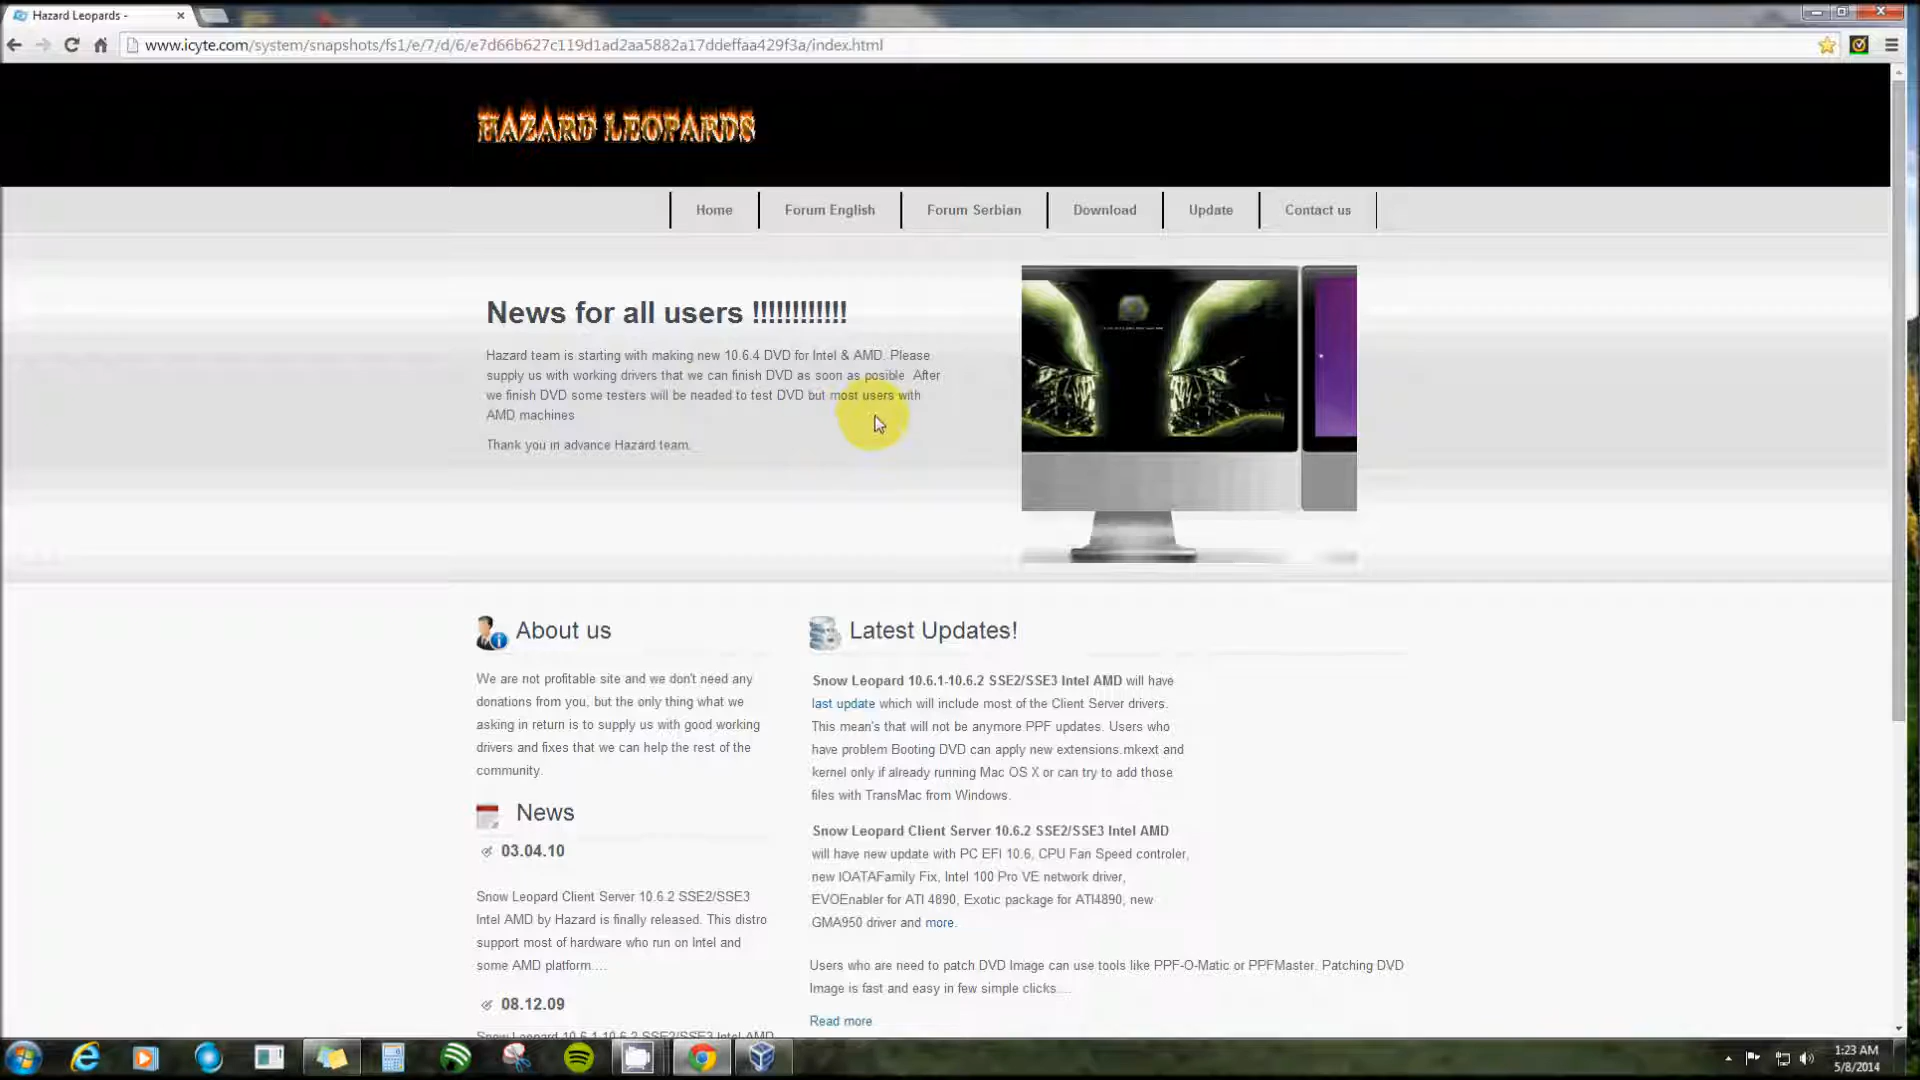 Hazard Leopards -
www.icyte.com/system/snapshots/fs1/e/7/d/6/e7d66b627c119d1ad2aa5882a17ddeffaa429f3a/index.html
HAZARD LEOPARDS
Home
Forum English
Forum Serbian
Download
Update
Contact us
News for all users !!!!!!!!!!!!
Hazard team is starting with making new 10.6.4 DVD for Intel & AMD. Please
supply us with working drivers that we can finish DVD as soon as posible After
we finish DVD some testers will be neaded to test DVD but most users with
AMD machines
Thank you in advance Hazard team...
About us
We are not profitable site and we don't need any
donations from you, but the only thing what we
asking in return is to supply us with good working
drivers and fixes that we can help the rest of the
community.
News
03.04.10
Snow Leopard Client Server 10.6.2 SSE2/SSE3
Intel AMD by Hazard is finally released. This distro
support most of hardware who run on Intel and
some AMD platform....
08.12.09
Snow Leopard 10.6.1-10.6.2 SSE2/SSE3 Intel AMD
Latest Updates!
Snow Leopard 10.6.1-10.6.2 SSE2/SSE3 Intel AMD will have
last update which will include most of the Client Server drivers.
This mean's that will not be anymore PPF updates. Users who
have problem Booting DVD can apply new extensions.mkext and
kernel only if already running Mac OS X or can try to add those
files with TransMac from Windows.
Snow Leopard Client Server 10.6.2 SSE2/SSE3 Intel AMD
will have new update with PC EFI 10.6, CPU Fan Speed controler,
new IOATAFamily Fix, Intel 100 Pro VE network driver,
EVOEnabler for ATI 4890, Exotic package for ATI4890, new
GMA950 driver and more.
Users who are need to patch DVD Image can use tools like PPF-O-Matic or PPFMaster. Patching DVD
Image is fast and easy in few simple clicks....
Read more
1:23 AM
5/8/2014